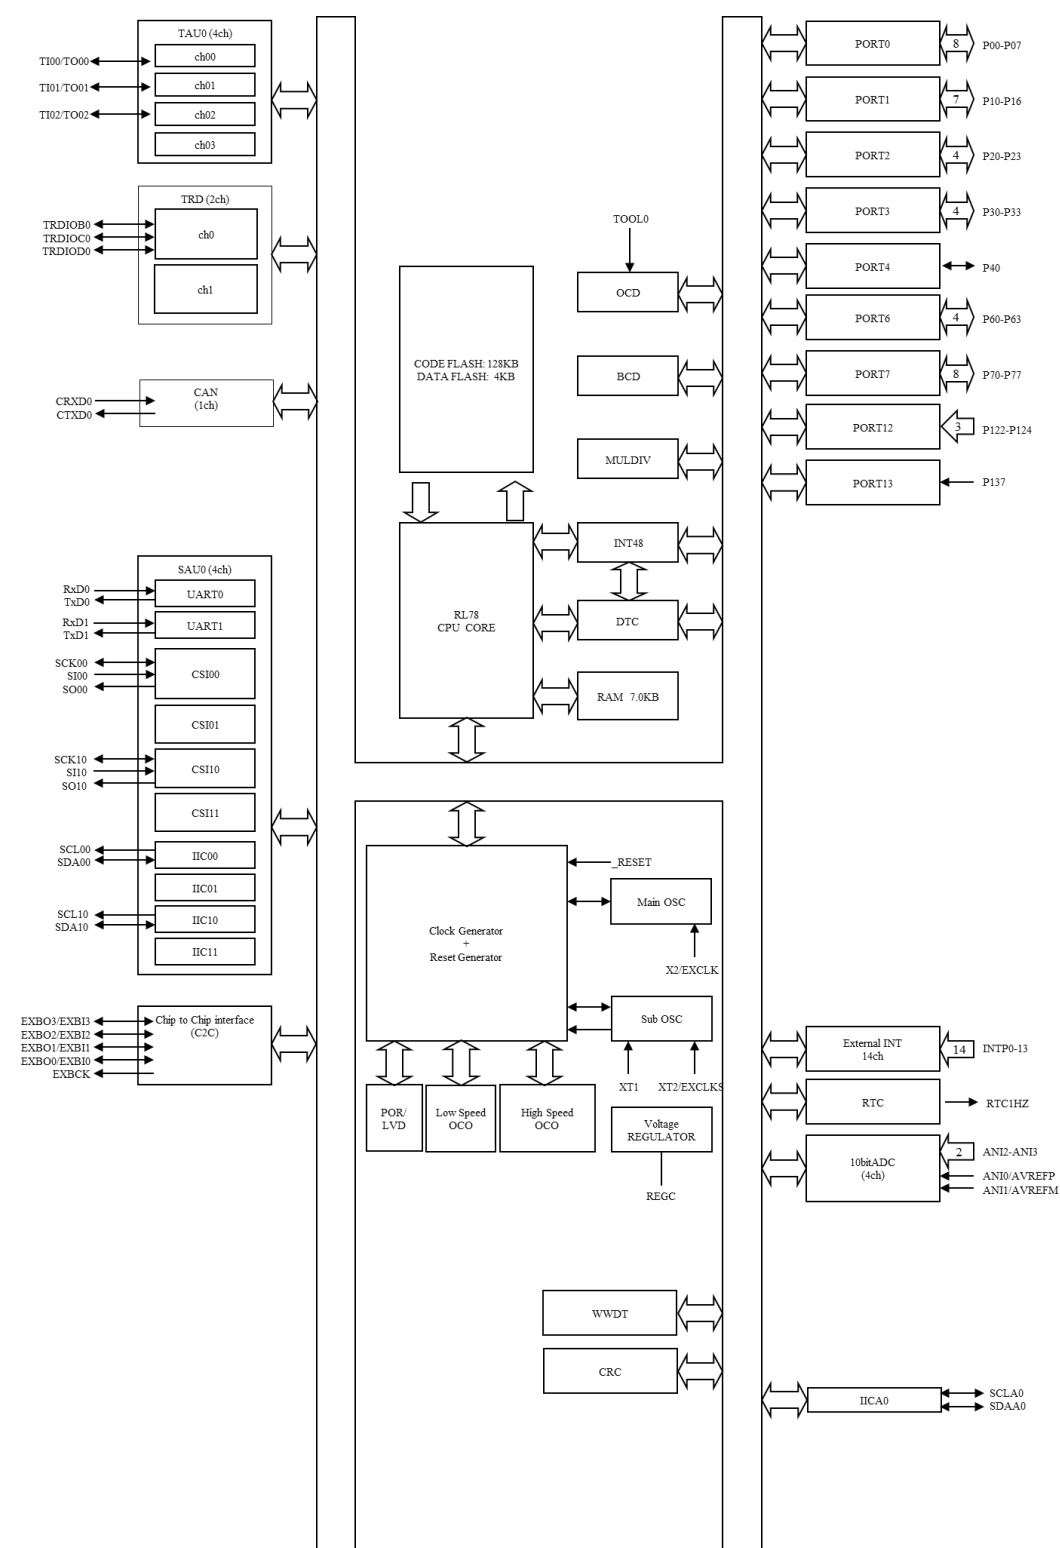 TAU0 (4ch)
ch00
ch01
ch02
ch03
TI00/TO00
TI01/TO01
TI02/TO02
TRD (2ch)
ch0
ch1
TRDIOB0
TRDIOC0
TRDIOD0
CAN
(1ch)
CRXD0
CTXD0
SAU0 (4ch)
UART0
UART1
CSI00
CSI01
CSI10
CSI11
IIC00
IIC01
IIC10
IIC11
RxD0
TxD0
RxD1
TxD1
SCK00
SI00
SO00
SCK10
SI10
SO10
SCL00
SDA00
SCL10
SDA10
Chip to Chip interface
(C2C)
EXBO3/EXBI3
EXBO2/EXBI2
EXBO1/EXBI1
EXBO0/EXBI0
EXBCK
CODE FLASH: 128KB
DATA FLASH: 4KB
RL78
CPU CORE
TOOL0
OCD
BCD
MULDIV
INT48
DTC
RAM 7.0KB
Clock Generator
+
Reset Generator
_RESET
Main OSC
X2/EXCLK
Sub OSC
XT1
XT2/EXCLKS
POR/
LVD
Low Speed
OCO
High Speed
OCO
Voltage
REGULATOR
REGC
WWDT
CRC
PORT0
8
P00-P07
PORT1
7
P10-P16
PORT2
4
P20-P23
PORT3
4
P30-P33
PORT4
P40
PORT6
4
P60-P63
PORT7
8
P70-P77
PORT12
3
P122-P124
PORT13
P137
External INT
14ch
14
INTP0-13
RTC
RTC1HZ
10bitADC
(4ch)
2
ANI2-ANI3
ANI0/AVREFP
ANI1/AVREFM
IICA0
SCLA0
SDAA0